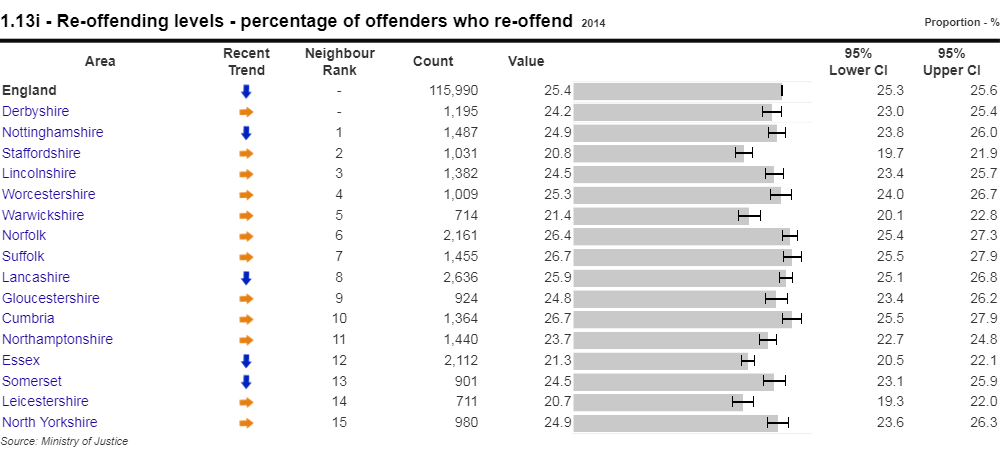 1.13i - Re-offending levels - percentage of offenders who re-offend 2014 Proportion - %
Area Recent Trend Neighbour Rank Count Value 95% Lower CI 95% Upper CI
England - 115,990 25.4 25.3 25.6
Derbyshire - 1,195 24.2 23.0 25.4
Nottinghamshire 1 1,487 24.9 23.8 26.0
Staffordshire 2 1,031 20.8 19.7 21.9
Lincolnshire 3 1,382 24.5 23.4 25.7
Worcestershire 4 1,009 25.3 24.0 26.7
Warwickshire 5 714 21.4 20.1 22.8
Norfolk 6 2,161 26.4 25.4 27.3
Suffolk 7 1,455 26.7 25.5 27.9
Lancashire 8 2,636 25.9 25.1 26.8
Gloucestershire 9 924 24.8 23.4 26.2
Cumbria 10 1,364 26.7 25.5 27.9
Northamptonshire 11 1,440 23.7 22.7 24.8
Essex 12 2,112 21.3 20.5 22.1
Somerset 13 901 24.5 23.1 25.9
Leicestershire 14 711 20.7 19.3 22.0
North Yorkshire 15 980 24.9 23.6 26.3
Source: Ministry of Justice